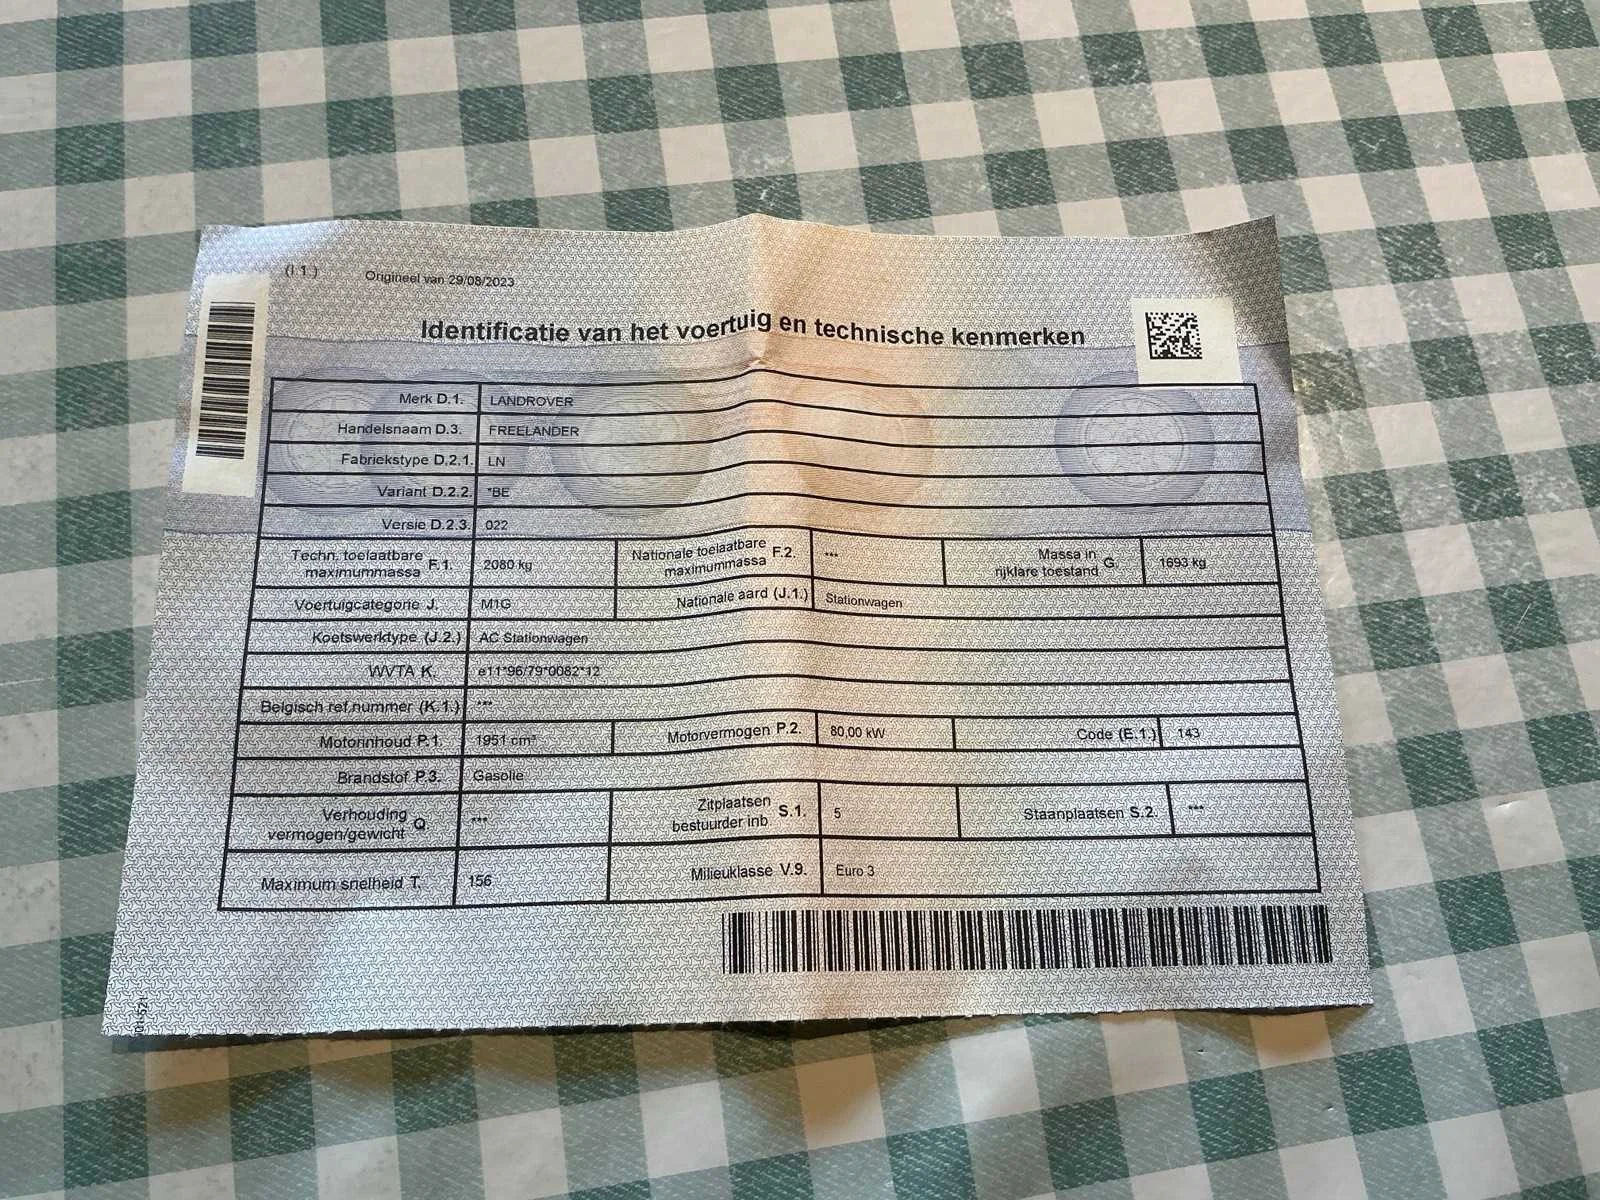 (I.1.) Origineel van 29/08/2023
Identificatie van het voertuig en technische kenmerken
Merk D.1. LANDROVER
Handelsnaam D.3. FREELANDER
Fabriekstype D.2.1. LN
Variant D.2.2. *BE
Versie D.2.3. 022
Techn. toelaatbare maximummassa F.1. 2080 kg Nationale toelaatbare maximummassa F.2. *** Massa in rijklare toestand G. 1693 kg
Voertuigcategorie J. M1G Nationale aard (J.1.) Stationwagen
Koetswerktype (J.2.) AC Stationwagen
WVTA K. e11*96/79*0082*12
Belgisch ref.nummer (K.1.) ***
Motorinhoud P.1. 1951 cm³ Motorvermogen P.2. 80,00 kW Code (E.1.) 143
Brandstof P.3. Gasolie
Verhouding vermogen/gewicht Q. *** Zitplaatsen bestuurder inb S.1. 5 Staanplaatsen S.2. ***
Maximum snelheid T. 156 Milieuklasse V.9. Euro 3